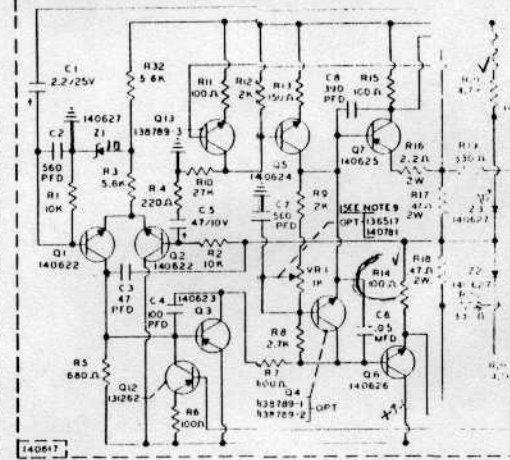 C1
2.2/25V
R32
5.6K
R11
100Ω
R12
2K
R13
150Ω
C8
390
PFD
R15
100Ω
140627
Z1
Q13
138789-3
C2
560
PFD
R1
10K
R3
5.6K
R4
220Ω
R10
27K
C5
47/10V
Q5
140624
Q7
140625
R16
2.2Ω
2W
R17
47Ω
2W
C7
560
PFD
R9
2K
(SEE NOTE 9
OPT
136517
140781
Q1
140622
Q2
140622
R2
10K
C3
47
PFD
VR1
1K
R14
100Ω
R18
.47Ω
2W
C4
100
PFD
140623
Q3
C6
.05
MFD
R8
2.7K
R5
680Ω
Q12
131262
R6
100Ω
R7
Q4
138789-1
138789-2
OPT
Q6
140626
140617